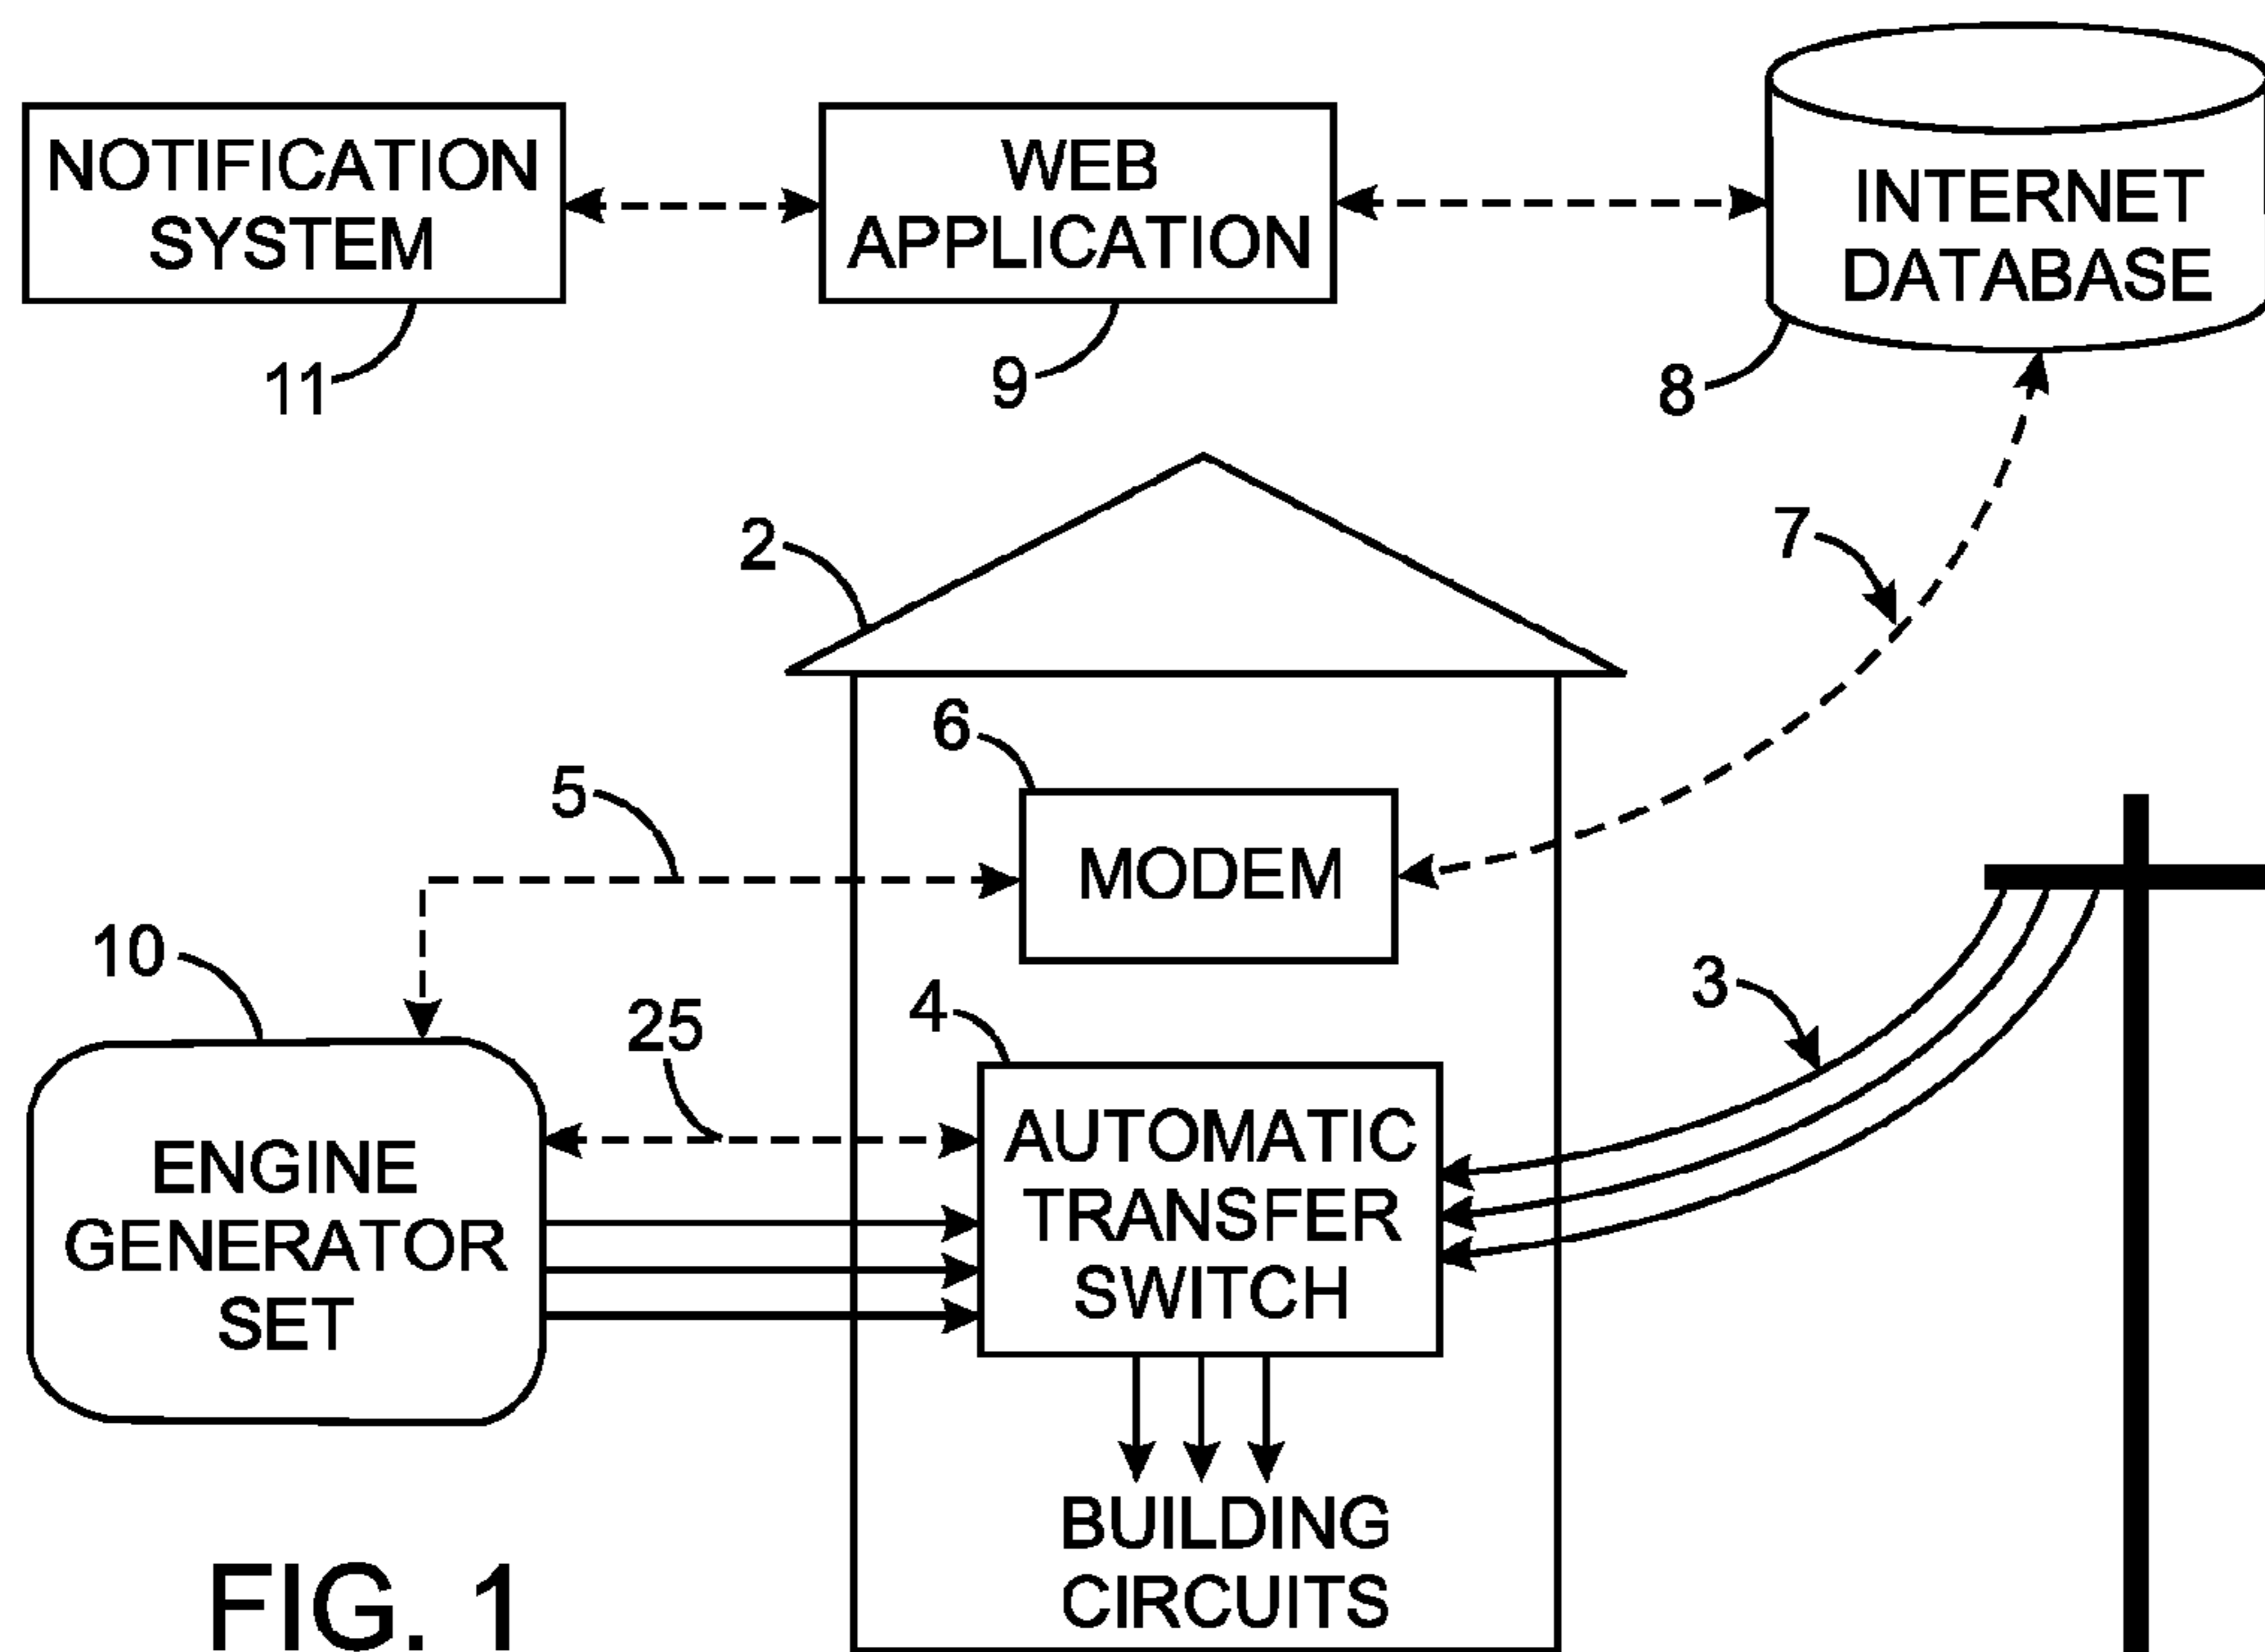 NOTIFICATION
SYSTEM
11
WEB
APPLICATION
9
INTERNET
DATABASE
8
2
7
6
MODEM
5
10
25
4
3
ENGINE
GENERATOR
SET
AUTOMATIC
TRANSFER
SWITCH
BUILDING
CIRCUITS
FIG. 1